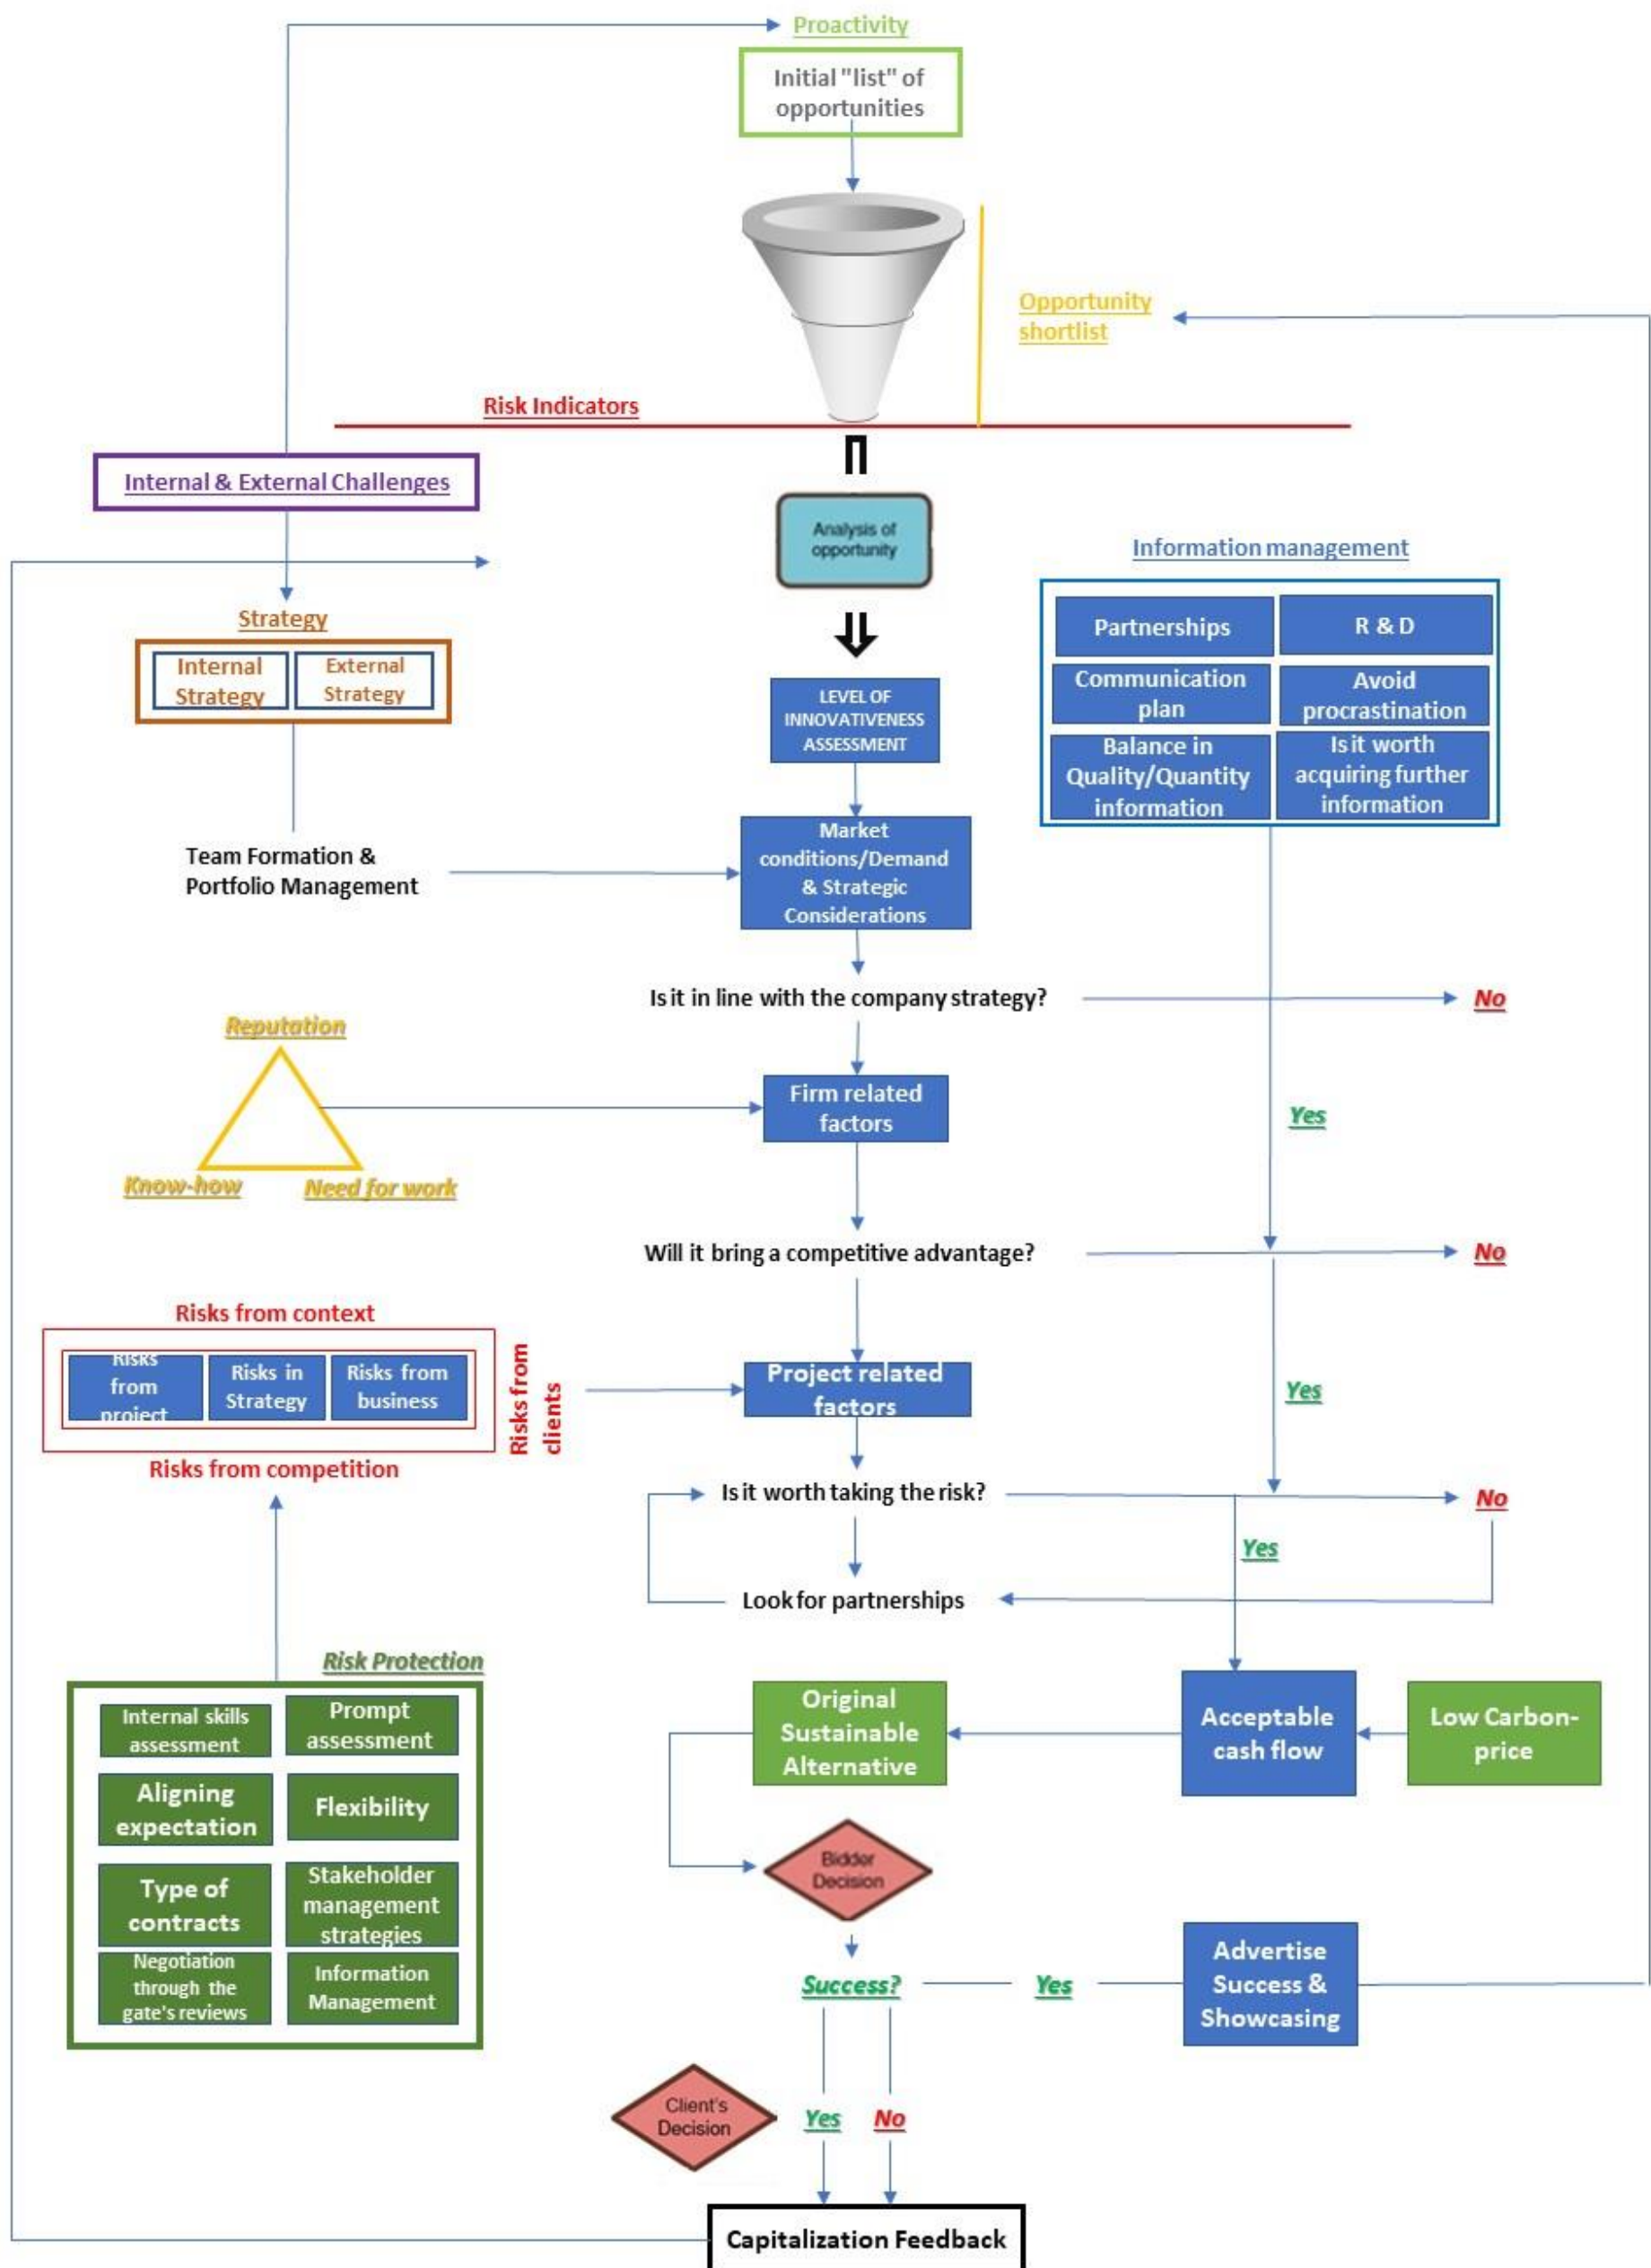 Proactivity
Initial "list" of
opportunities
Opportunity
shortlist
Risk Indicators
Internal & External Challenges
Analysis of
opportunity
Information management
Partnerships
R & D
Communication
plan
Avoid
procrastination
Balance in
Quality/Quantity
information
Is it worth
acquiring further
information
Strategy
Internal
Strategy
External
Strategy
LEVEL OF
INNOVATIVENESS
ASSESSMENT
Team Formation &
Portfolio Management
Market
conditions/Demand
& Strategic
Considerations
Is it in line with the company strategy?
No
Reputation
Know-how
Need for work
Firm related
factors
Yes
Will it bring a competitive advantage?
No
Risks from context
Risks
from
project
Risks in
Strategy
Risks from
business
Risks from
clients
Risks from competition
Project related
factors
Yes
Is it worth taking the risk?
No
Yes
Look for partnerships
Risk Protection
Internal skills
assessment
Prompt
assessment
Aligning
expectation
Flexibility
Type of
contracts
Stakeholder
management
strategies
Negotiation
through the
gate's reviews
Information
Management
Original
Sustainable
Alternative
Acceptable
cash flow
Low Carbon-
price
Bidder
Decision
Success?
Yes
Advertise
Success &
Showcasing
Client's
Decision
Yes
No
Capitalization Feedback